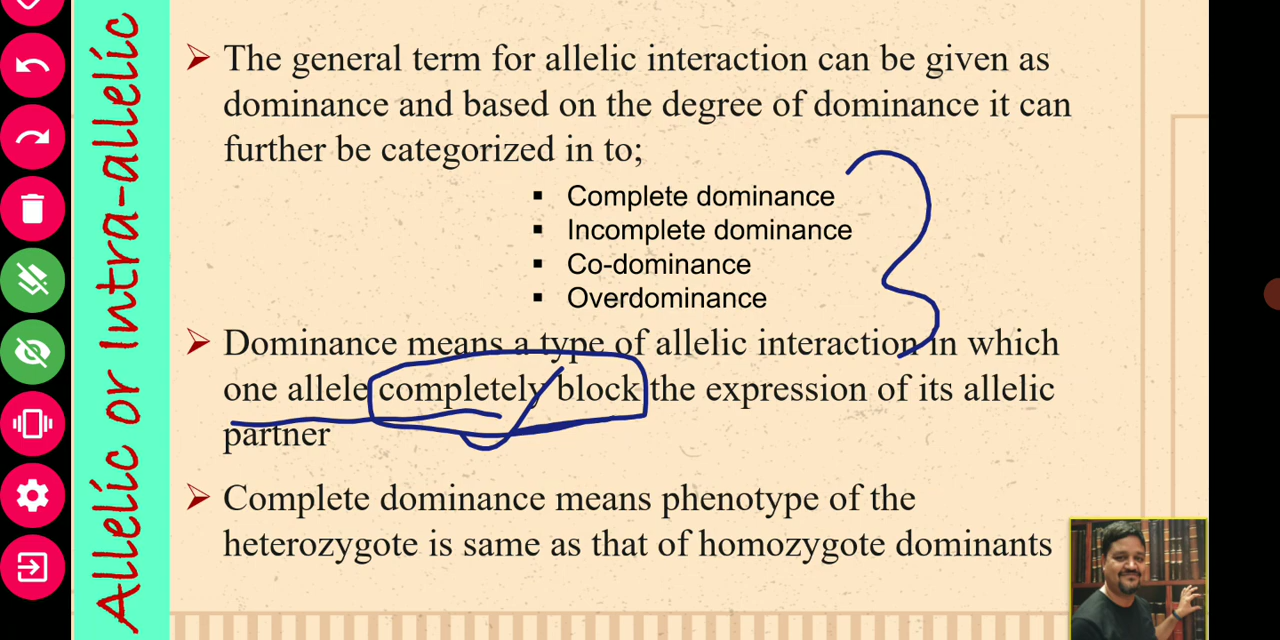 Allelic or Intra-allelic
The general term for allelic interaction can be given as
dominance and based on the degree of dominance it can
further be categorized in to;
Complete dominance
Incomplete dominance
Co-dominance
Overdominance
Dominance means a type of allelic interaction in which
one allele completely block the expression of its allelic
partner
Complete dominance means phenotype of the
heterozygote is same as that of homozygote dominants